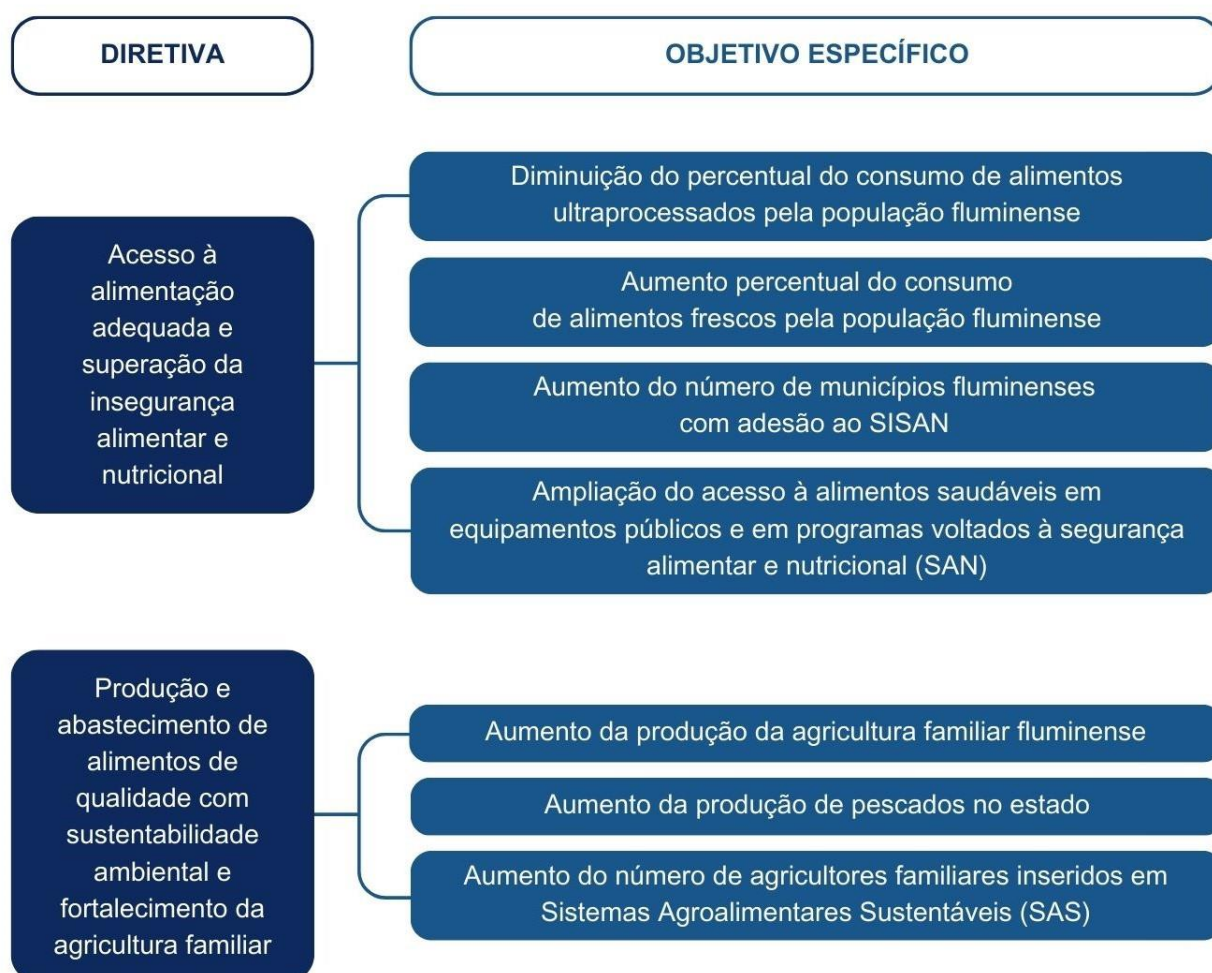 DIRETIVA
OBJETIVO ESPECÍFICO
Acesso à
alimentação
adequada e
superação da
insegurança
alimentar e
nutricional
Diminuição do percentual do consumo de alimentos
ultraprocessados pela população fluminense
Aumento percentual do consumo
de alimentos frescos pela população fluminense
Aumento do número de municípios fluminenses
com adesão ao SISAN
Ampliação do acesso à alimentos saudáveis em
equipamentos públicos e em programas voltados à segurança
alimentar e nutricional (SAN)
Produção e
abastecimento de
alimentos de
qualidade com
sustentabilidade
ambiental e
fortalecimento da
agricultura familiar
Aumento da produção da agricultura familiar fluminense
Aumento da produção de pescados no estado
Aumento do número de agricultores familiares inseridos em
Sistemas Agroalimentares Sustentáveis (SAS)